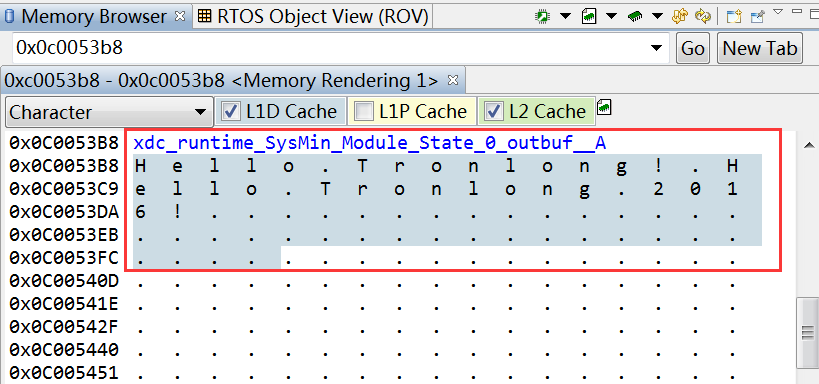 Memory Browser RTOS Object View (ROV)
0x0c0053b8 Go New Tab
0xc0053b8 - 0x0c0053b8 <Memory Rendering 1>
Character L1D Cache L1P Cache L2 Cache
0x0C0053B8 xdc_runtime_SysMin_Module_State_0_outbuf__A
0x0C0053B8 H e l l o . T r o n l o n g ! . H
0x0C0053C9 e l l o . T r o n l o n g . 2 0 1
0x0C0053DA 6 ! . . . . . . . . . . . . . . .
0x0C0053EB . . . . . . . . . . . . . . . . .
0x0C0053FC . . . . . . . . . . . . . . . . .
0x0C00540D . . . . . . . . . . . . . . . . .
0x0C00541E . . . . . . . . . . . . . . . . .
0x0C00542F . . . . . . . . . . . . . . . . .
0x0C005440 . . . . . . . . . . . . . . . . .
0x0C005451 . . . . . . . . . . . . . . . . .